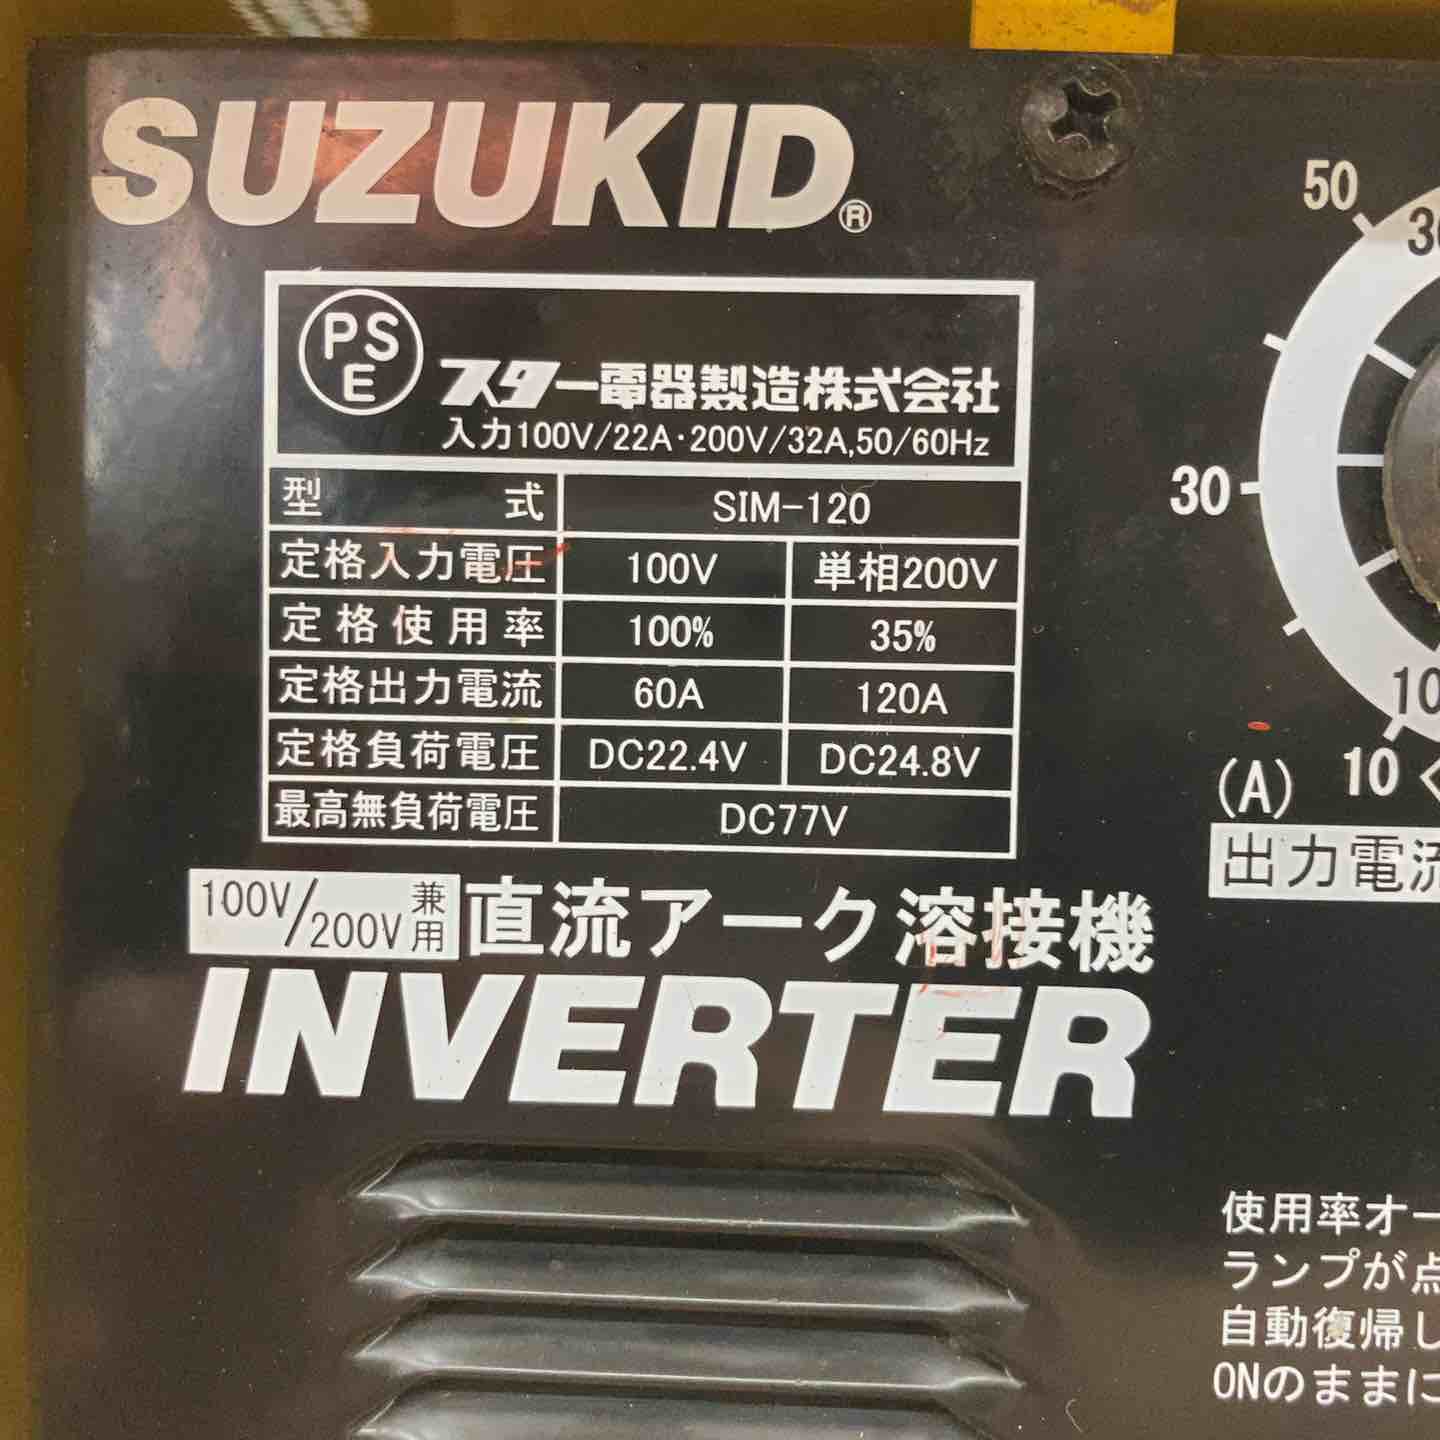 SUZUKID®
PSE
スター電器製造株式会社
入力100V/22A・200V/32A,50/60Hz
型式 SIM-120
定格入力電圧 100V 単相200V
定格使用率 100% 35%
定格出力電流 60A 120A
定格負荷電圧 DC22.4V DC24.8V
最高無負荷電圧 DC77V
100V/200V兼用 直流アーク溶接機
INVERTER
50
30
10
(A) 10
出力電流
使用率オー
ランプが点
自動復帰し
ONのままに